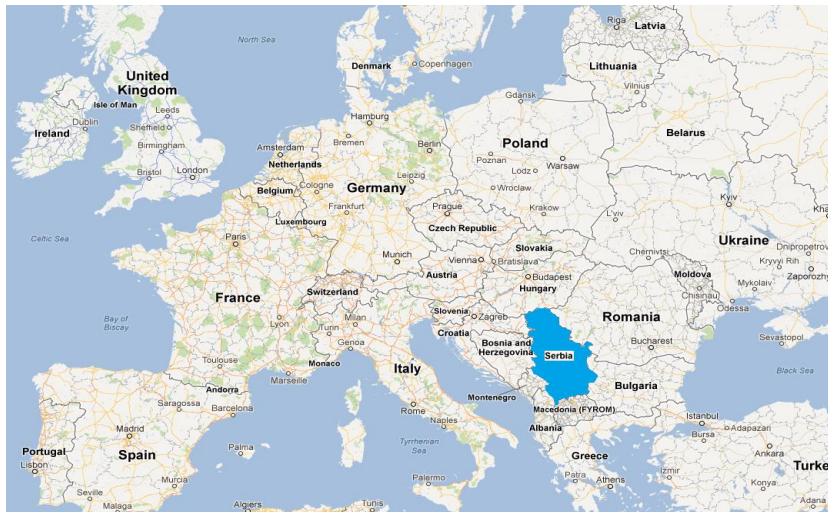 North Sea
Riga
Latvia
Denmark
Copenhagen
Lithuania
Vilnius
United
Kingdom
Isle of Man
Leeds
Ireland
Dublin
Sheffield
Birmingham
Bristol
London
Gdansk
Belarus
Hamburg
Bremen
Berlin
Amsterdam
Netherlands
Poland
Poznan
Warsaw
Lodz
Wroclaw
Belgium
Cologne
Leipzig
Germany
Frankfurt
Luxembourg
Prague
Czech Republic
Krakow
L'viv
Kyiv
Kha
Ukraine
Dnipropetrov
Kryvyi Rih
Zaporozhy
Mykolaiv
Chernivtsi
Celtic Sea
Paris
Munich
Vienna
Slovakia
Bratislava
Austria
Budapest
Hungary
Moldova
Chisinau
Odessa
France
Switzerland
Bay of
Biscay
Lyon
Milan
Turin
Genoa
Slovenia
Zagreb
Croatia
Bosnia and
Herzegovina
Serbia
Romania
Bucharest
Sevastopol
Black Sea
Toulouse
Monaco
Marseille
Italy
Andorra
Montenegro
Bulgaria
Macedonia (FYROM)
Albania
Rome
Naples
Saragossa
Barcelona
Madrid
Portugal
Lisbon
Spain
Palma
Tyrrhenian
Sea
Istanbul
Adapazari
Bursa
Ankara
Greece
Izmir
Turke
Patra
Athens
Seville
Murcia
Malaga
Algiers
Tunis
Palermo
Konya
Adana